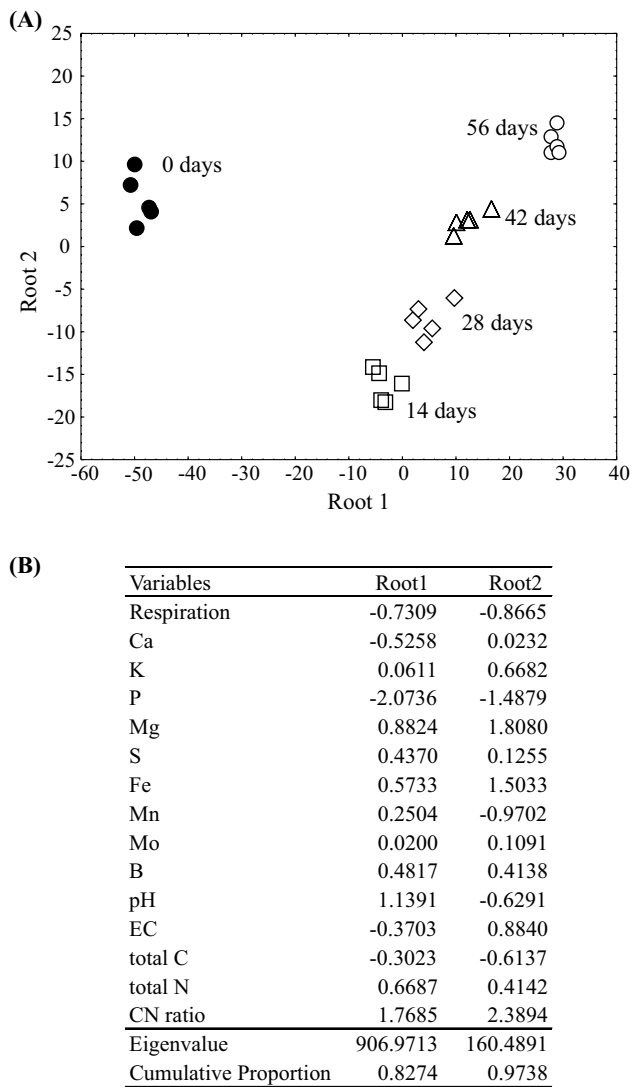 (A)
25
20
15
10
5
0
-5
-10
-15
-20
-25
Root 2
0 days
56 days
42 days
28 days
14 days
-60 -50 -40 -30 -20 -10 0 10 20 30 40
Root 1
(B)
Variables Root1 Root2
Respiration -0.7309 -0.8665
Ca -0.5258 0.0232
K 0.0611 0.6682
P -2.0736 -1.4879
Mg 0.8824 1.8080
S 0.4370 0.1255
Fe 0.5733 1.5033
Mn 0.2504 -0.9702
Mo 0.0200 0.1091
B 0.4817 0.4138
pH 1.1391 -0.6291
EC -0.3703 0.8840
total C -0.3023 -0.6137
total N 0.6687 0.4142
CN ratio 1.7685 2.3894
Eigenvalue 906.9713 160.4891
Cumulative Proportion 0.8274 0.9738